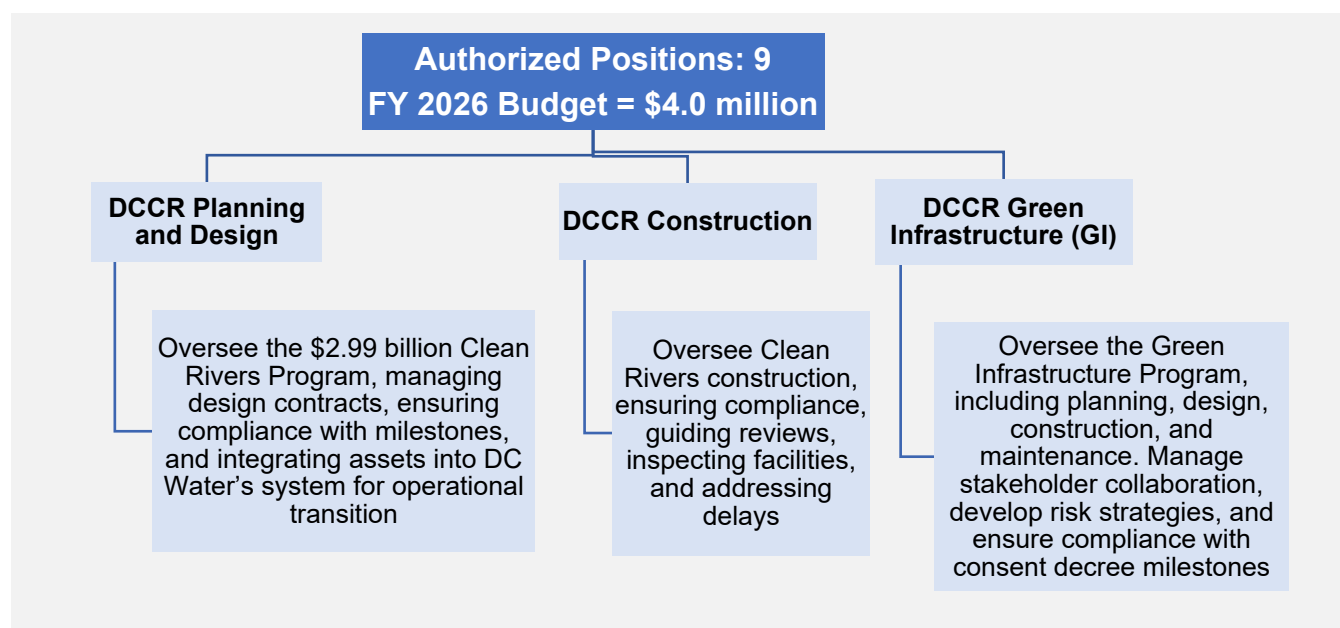 Authorized Positions: 9
FY 2026 Budget = $4.0 million
DCCR Planning
and Design
Oversee the $2.99 billion Clean
Rivers Program, managing
design contracts, ensuring
compliance with milestones,
and integrating assets into DC
Water’s system for operational
transition
DCCR Construction
Oversee Clean
Rivers construction,
ensuring compliance,
guiding reviews,
inspecting facilities,
and addressing
delays
DCCR Green
Infrastructure (GI)
Oversee the Green
Infrastructure Program,
including planning, design,
construction, and
maintenance. Manage
stakeholder collaboration,
develop risk strategies, and
ensure compliance with
consent decree milestones